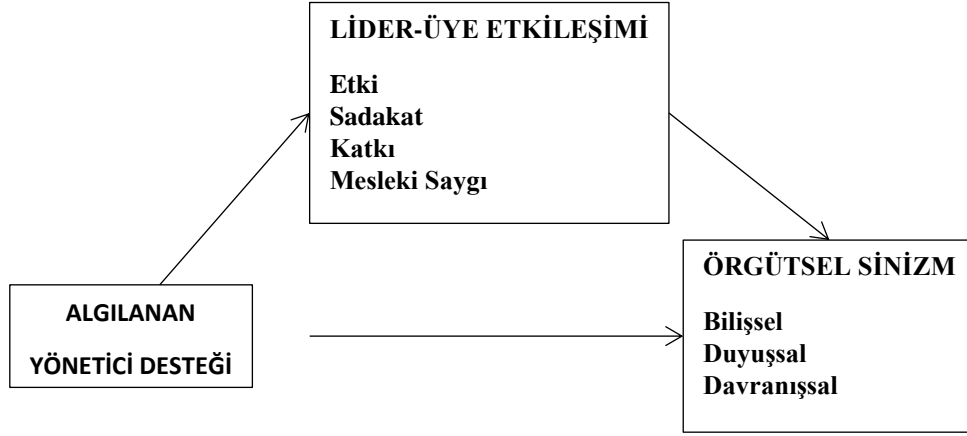 LİDER-ÜYE ETKİLEŞİMİ
Etki
Sadakat
Katkı
Mesleki Saygı
ALGILANAN
YÖNETİCİ DESTEĞİ
ÖRGÜTSEL SİNİZM
Bilişsel
Duyuşsal
Davranışsal